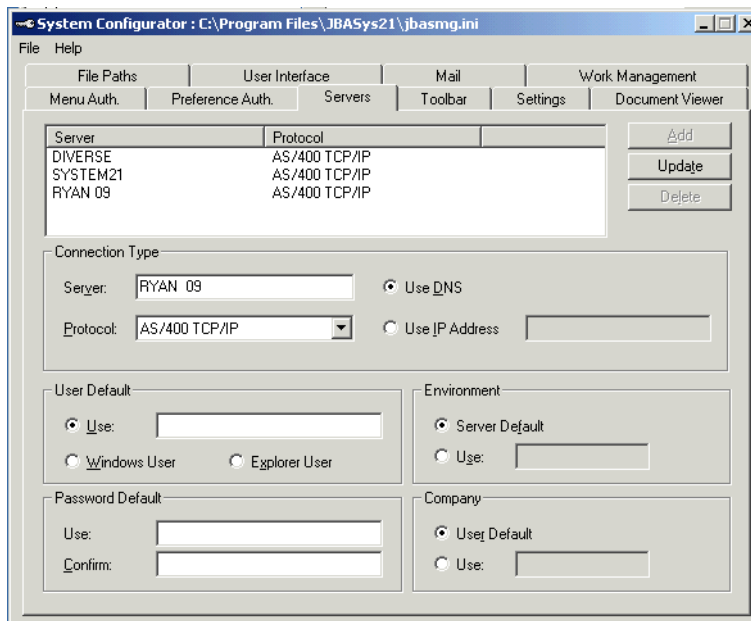 System Configurator : C:\Program Files\JBASys21\jbasmg.ini
File Help
File Paths User Interface Mail Work Management
Menu Auth. Preference Auth. Servers Toolbar Settings Document Viewer
Server Protocol
DIVERSE AS/400 TCP/IP
SYSTEM21 AS/400 TCP/IP
RYAN 09 AS/400 TCP/IP
Add
Update
Delete
Connection Type
Server: RYAN 09 Use DNS
Protocol: AS/400 TCP/IP Use IP Address
User Default
Use:
Windows User Explorer User
Environment
Server Default
Use:
Password Default
Use:
Confirm:
Company
User Default
Use: